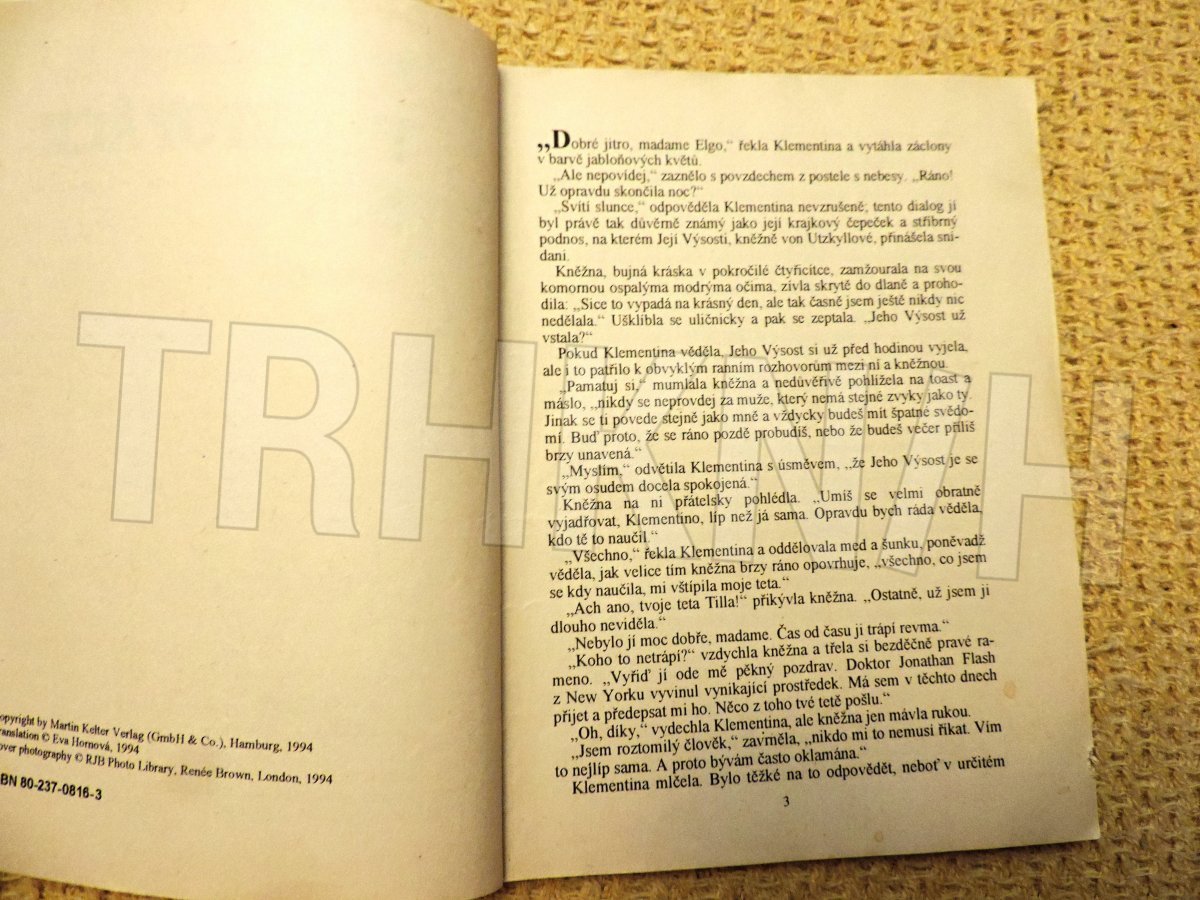 opyright by Martin Kelter Verlag (GmbH & Co.), Hamburg, 1994
ranslation © Eva Hornová, 1994
over photography © RJB Photo Library, Renée Brown, London, 1994
BN 80-237-0816-3
„Dobré jitro, madame Elgo,“ řekla Klementina a vytáhla záclony
v barvě jabloňových květů.
„Ale nepovídej,“ zaznělo s povzdechem z postele s nebesy. „Ráno!
Už opravdu skončila noc?“
„Svítí slunce,“ odpověděla Klementina nevzrušeně; tento dialog jí
byl právě tak důvěrně známý jako její krajkový čepeček a stříbrný
podnos, na kterém Její Výsosti, kněžně von Utzkyllové, přinášela sní-
dani.
Kněžna, bujná kráska v pokročilé čtyřicítce, zamžourala na svou
komornou ospalýma modrýma očima, zívla skrytě do dlaně a proho-
dila: „Sice to vypadá na krásný den, ale tak časně jsem ještě nikdy nic
nedělala.“ Ušklíbla se uličnicky a pak se zeptala. „Jeho Výsost už
vstala?“
Pokud Klementina věděla, Jeho Výsost si už před hodinou vyjela,
ale i to patřilo k obvyklým ranním rozhovorům mezi ní a kněžnou.
„Pamatuj si,“ mumlala kněžna a nedůvěřivě pohlížela na toast a
máslo, „nikdy se neprovdej za muže, který nemá stejné zvyky jako ty.
Jinak se ti povede stejně jako mně a vždycky budeš mít špatné svědo-
mí. Buď proto, že se ráno pozdě probudíš, nebo že budeš večer příliš
brzy unavená.“
„Myslím,“ odvětila Klementina s úsměvem, „že Jeho Výsost je se
svým osudem docela spokojená.“
Kněžna na ni přátelsky pohlédla. „Umíš se velmi obratně
vyjadřovat, Klementino, líp než já sama. Opravdu bych ráda věděla,
kdo tě to naučil.“
„Všechno,“ řekla Klementina a oddělovala med a šunku, poněvadž
věděla, jak velice tím kněžna brzy ráno opovrhuje, „všechno, co jsem
se kdy naučila, mi vštípila moje teta.“
„Ach ano, tvoje teta Tilla!“ přikývla kněžna. „Ostatně, už jsem ji
dlouho neviděla.“
„Nebylo jí moc dobře, madame. Čas od času ji trápí revma.“
„Koho to netrápí?“ vzdychla kněžna a třela si bezděčně pravé ra-
meno. „Vyřiď jí ode mě pěkný pozdrav. Doktor Jonathan Flash
z New Yorku vyvinul vynikající prostředek. Má sem v těchto dnech
přijet a předepsat mi ho. Něco z toho tvé tetě pošlu.“
„Oh, díky,“ vydechla Klementina, ale kněžna jen mávla rukou.
„Jsem roztomilý člověk,“ zavrněla, „nikdo mi to nemusí říkat. Vím
to nejlíp sama. A proto bývám často oklamána.“
Klementina mlčela. Bylo těžké na to odpovědět, neboť v určitém
3
TRHKNIH